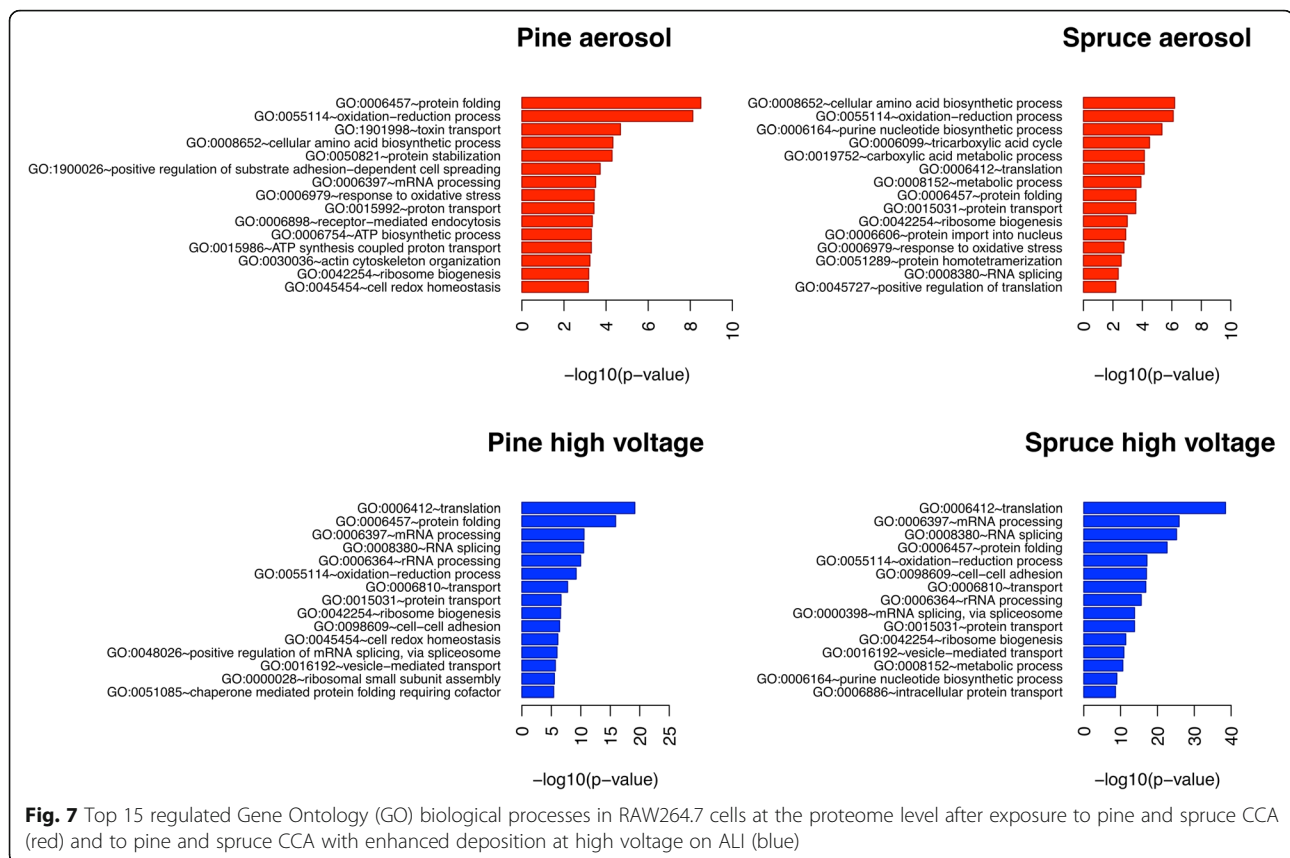 Pine aerosol
GO:0006457~protein folding
GO:0055114~oxidation−reduction process
GO:1901998~toxin transport
GO:0008652~cellular amino acid biosynthetic process
GO:0050821~protein stabilization
GO:1900026~positive regulation of substrate adhesion−dependent cell spreading
GO:0006397~mRNA processing
GO:0006979~response to oxidative stress
GO:0015992~proton transport
GO:0006898~receptor−mediated endocytosis
GO:0006754~ATP biosynthetic process
GO:0015986~ATP synthesis coupled proton transport
GO:0030036~actin cytoskeleton organization
GO:0042254~ribosome biogenesis
GO:0045454~cell redox homeostasis
0 2 4 6 8 10
−log10(p−value)
Spruce aerosol
GO:0008652~cellular amino acid biosynthetic process
GO:0055114~oxidation−reduction process
GO:0006164~purine nucleotide biosynthetic process
GO:0006099~tricarboxylic acid cycle
GO:0019752~carboxylic acid metabolic process
GO:0006412~translation
GO:0008152~metabolic process
GO:0006457~protein folding
GO:0015031~protein transport
GO:0042254~ribosome biogenesis
GO:0006606~protein import into nucleus
GO:0006979~response to oxidative stress
GO:0051289~protein homotetramerization
GO:0008380~RNA splicing
GO:0045727~positive regulation of translation
0 2 4 6 8 10
−log10(p−value)
Pine high voltage
GO:0006412~translation
GO:0006457~protein folding
GO:0006397~mRNA processing
GO:0008380~RNA splicing
GO:0006364~rRNA processing
GO:0055114~oxidation−reduction process
GO:0006810~transport
GO:0015031~protein transport
GO:0042254~ribosome biogenesis
GO:0098609~cell−cell adhesion
GO:0045454~cell redox homeostasis
GO:0048026~positive regulation of mRNA splicing, via spliceosome
GO:0016192~vesicle−mediated transport
GO:0000028~ribosomal small subunit assembly
GO:0051085~chaperone mediated protein folding requiring cofactor
0 5 10 15 20 25
−log10(p−value)
Spruce high voltage
GO:0006412~translation
GO:0006397~mRNA processing
GO:0008380~RNA splicing
GO:0006457~protein folding
GO:0055114~oxidation−reduction process
GO:0098609~cell−cell adhesion
GO:0006810~transport
GO:0006364~rRNA processing
GO:0000398~mRNA splicing, via spliceosome
GO:0015031~protein transport
GO:0042254~ribosome biogenesis
GO:0016192~vesicle−mediated transport
GO:0008152~metabolic process
GO:0006164~purine nucleotide biosynthetic process
GO:0006886~intracellular protein transport
0 10 20 30 40
−log10(p−value)
Fig. 7 Top 15 regulated Gene Ontology (GO) biological processes in RAW264.7 cells at the proteome level after exposure to pine and spruce CCA
(red) and to pine and spruce CCA with enhanced deposition at high voltage on ALI (blue)